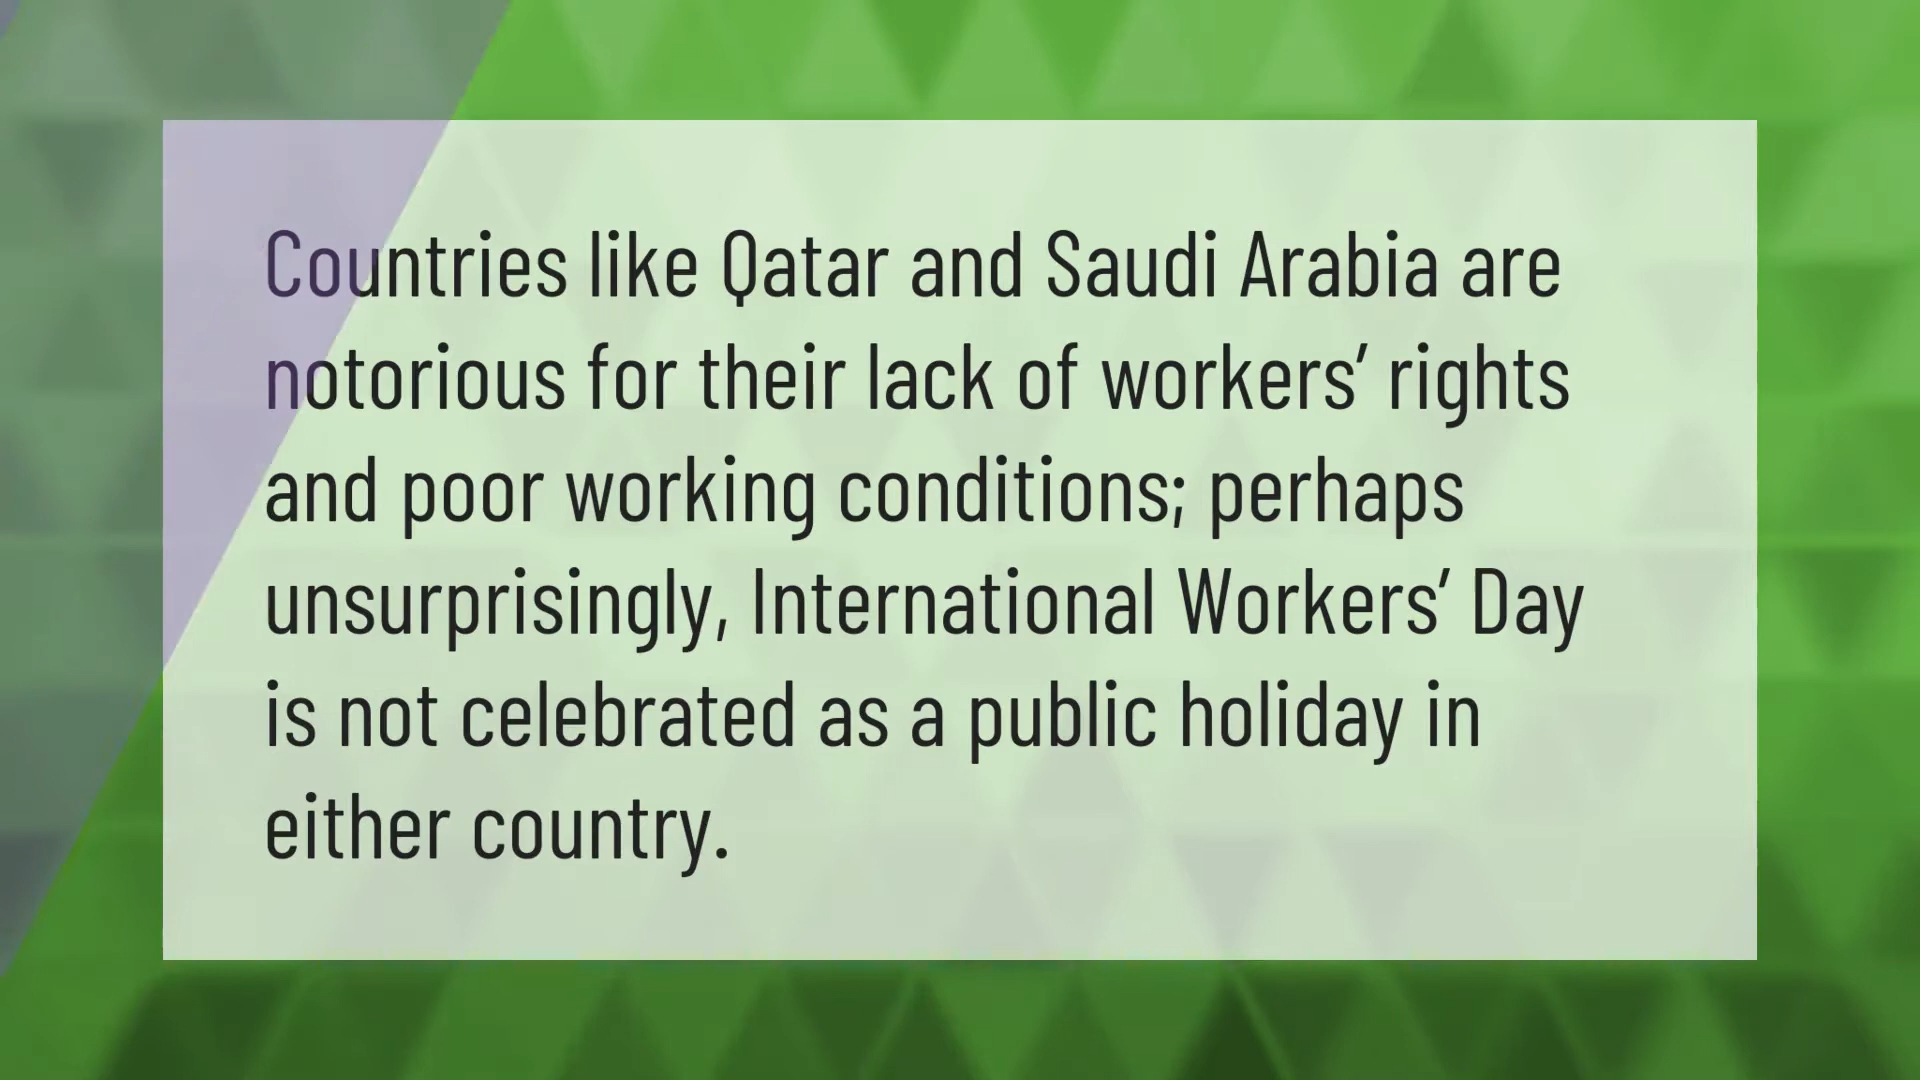 Countries like Qatar and Saudi Arabia are
notorious for their lack of workers’ rights
and poor working conditions; perhaps
unsurprisingly, International Workers’ Day
is not celebrated as a public holiday in
either country.